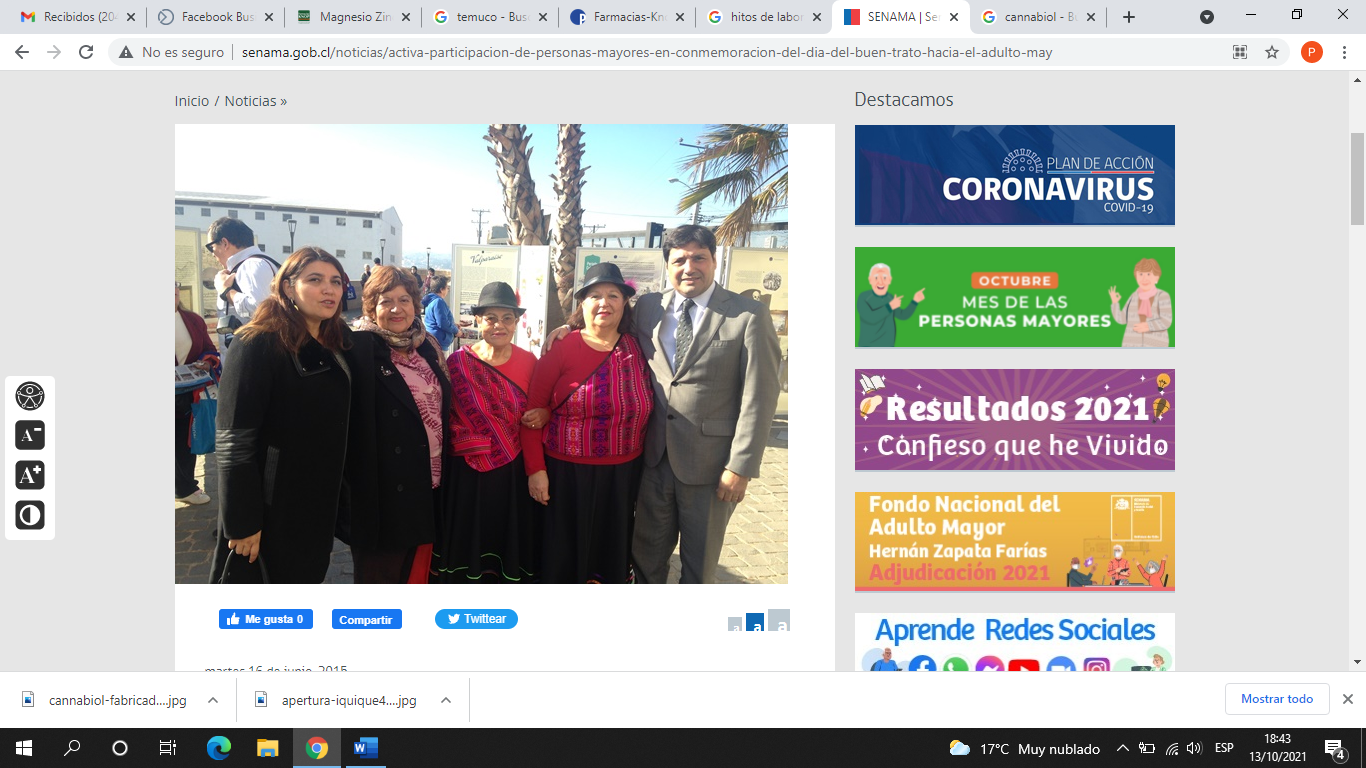 Recibidos (204
Facebook Bus
Magnesio Zin
temuco - Bus
Farmacias-Kn
hitos de labor
SENAMA | Se
cannabiol - B
No es seguro
senama.gob.cl/noticias/activa-participacion-de-personas-mayores-en-conmemoracion-del-dia-del-buen-trato-hacia-el-adulto-may
P
Inicio / Noticias »
Valparaíso
A-
A+
Me gusta 0
Compartir
Twittear
a a a
martes 16 de junio, 2015
Destacamos
PLAN DE ACCIÓN
CORONAVIRUS
COVID-19
OCTUBRE
MES DE LAS
PERSONAS MAYORES
Resultados 2021
Confieso que he Vivido
Fondo Nacional del
Adulto Mayor
Hernán Zapata Farías
Adjudicación 2021
Aprende Redes Sociales
cannabiol-fabricad....jpg
apertura-iquique4....jpg
Mostrar todo
17°C Muy nublado
ESP
18:43
13/10/2021
4